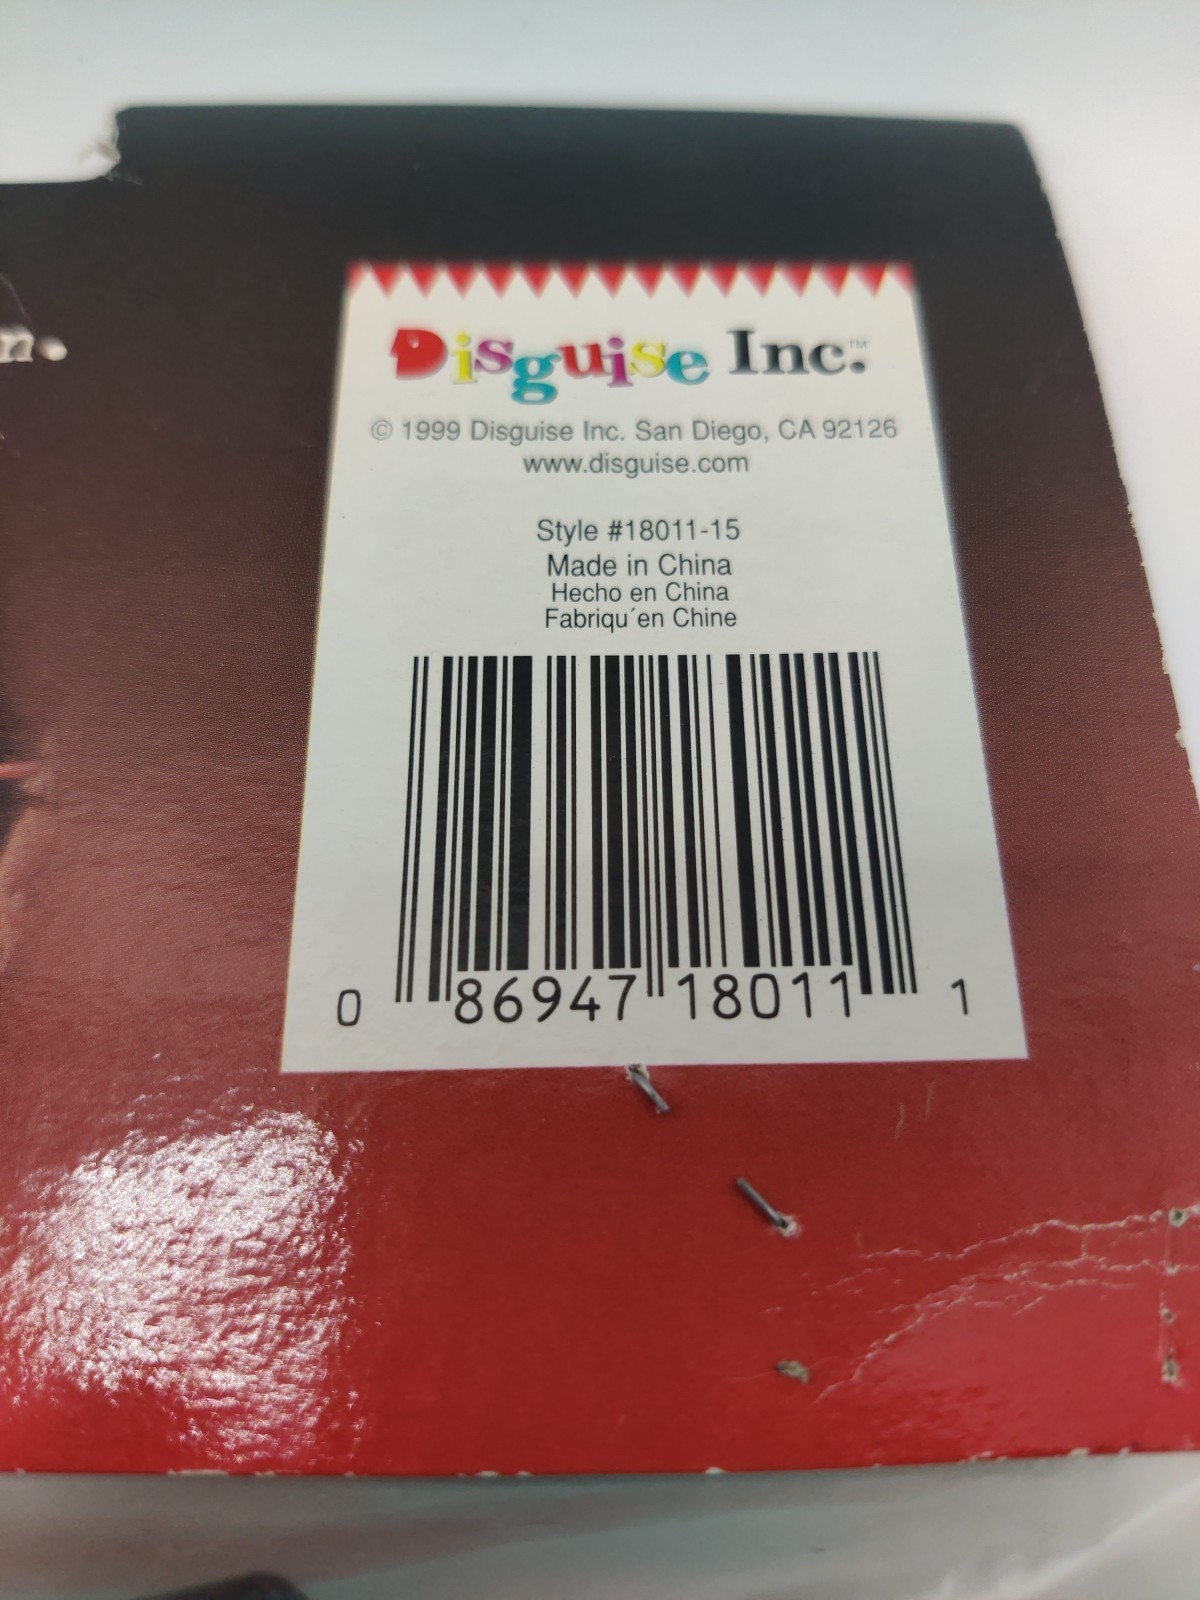 n.
Disguise Inc.™
© 1999 Disguise Inc. San Diego, CA 92126
www.disguise.com
Style #18011-15
Made in China
Hecho en China
Fabriqu´en Chine
0 86947 18011 1